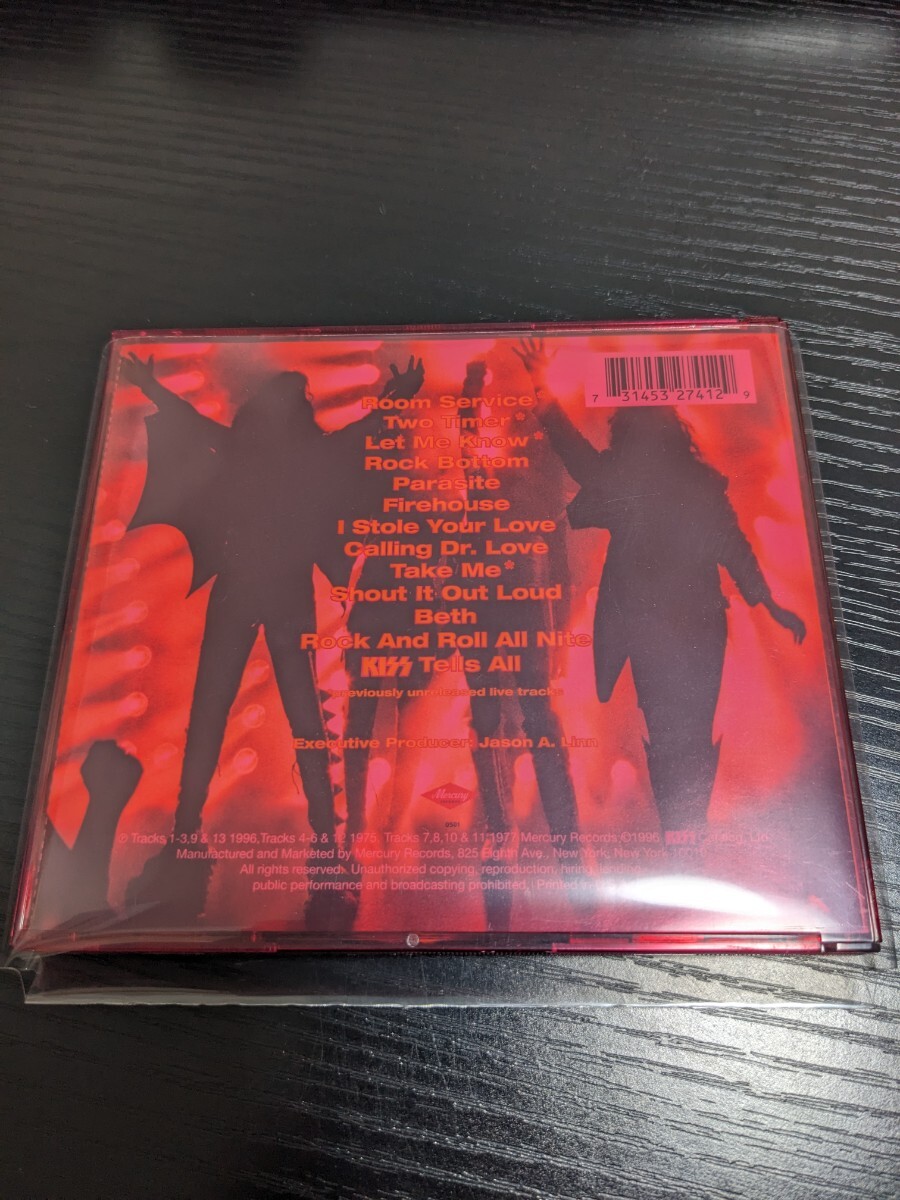 7 31453 27412 9
Room Service*
Two Timer*
Let Me Know*
Rock Bottom
Parasite
Firehouse
I Stole Your Love
Calling Dr. Love
Take Me*
Shout It Out Loud
Beth
Rock And Roll All Nite
KISS Tells All
*previously unreleased live tracks
Executive Producer: Jason A. Linn
Mercury
℗ Tracks 1-3,9 & 13 1996, Tracks 4-6 & 12 1975, Tracks 7,8,10 & 11 1977 Mercury Records, © 1996
Manufactured and Marketed by Mercury Records, 825 Eighth Ave., New York, New York
All rights reserved. Unauthorized copying, reproduction, hiring, lending,
public performance and broadcasting prohibited. Printed in